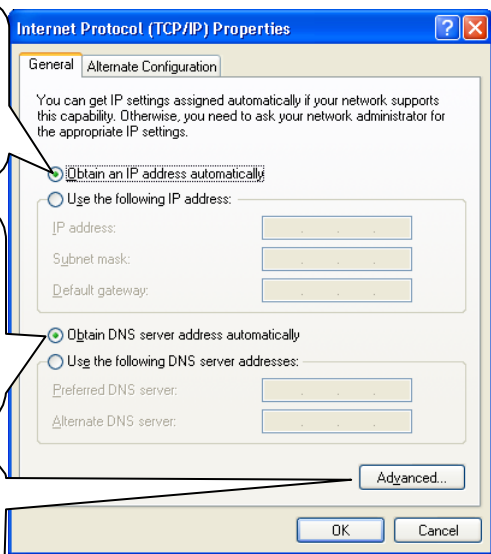 Internet Protocol (TCP/IP) Properties
General
Alternate Configuration
You can get IP settings assigned automatically if your network supports
this capability. Otherwise, you need to ask your network administrator for
the appropriate IP settings.
Obtain an IP address automatically
Use the following IP address:
IP address:
Subnet mask:
Default gateway:
Obtain DNS server address automatically
Use the following DNS server addresses:
Preferred DNS server:
Alternate DNS server:
Advanced...
OK
Cancel